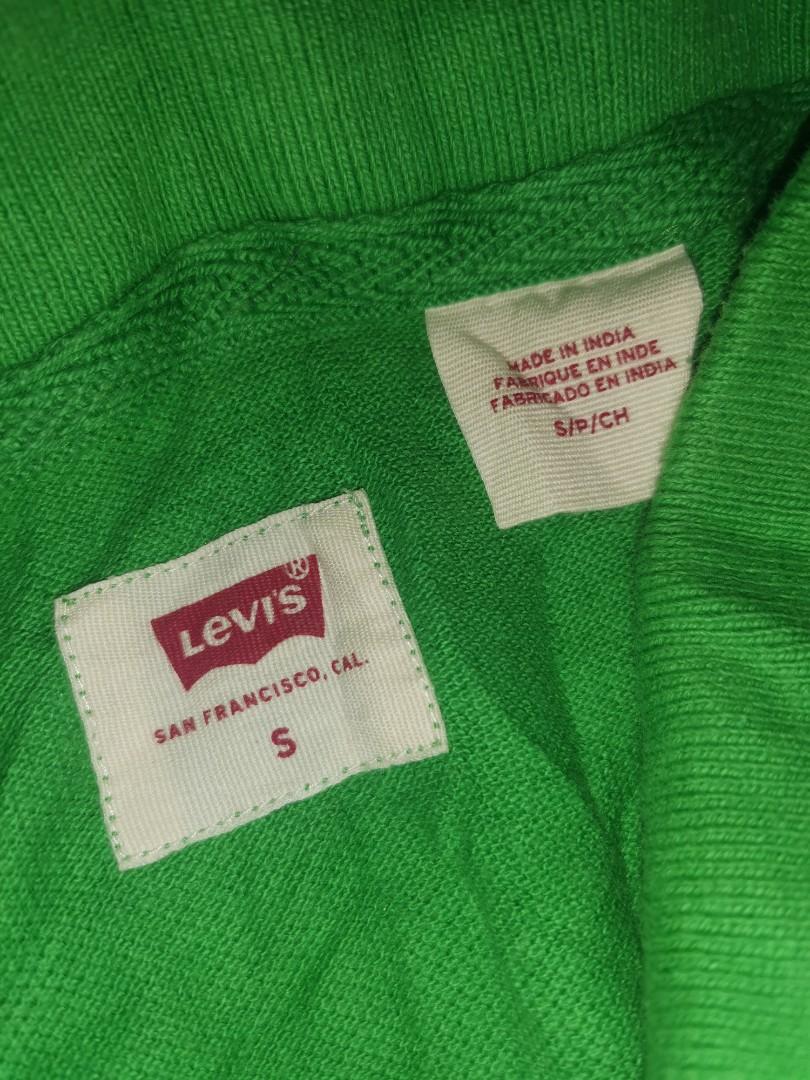 MADE IN INDIA
FABRIQUE EN INDE
FABRICADO EN INDIA
S/P/CH
LEVI'S®
SAN FRANCISCO, CAL.
S